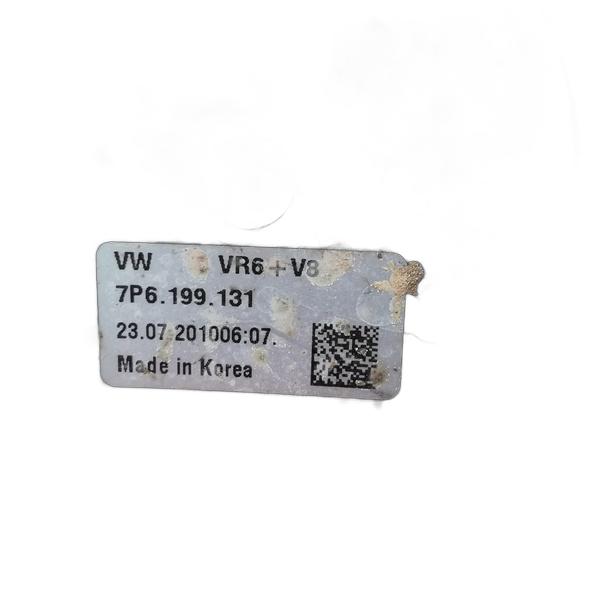 VW VR6+V8
7P6.199.131
23.07.201006:07.
Made in Korea